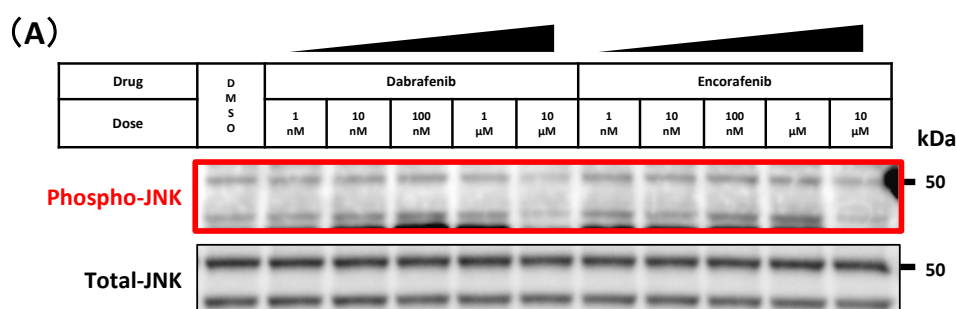 (A)
Drug
DMSO
Dabrafenib
Encorafenib
Dose
1 nM
10 nM
100 nM
1 µM
10 µM
1 nM
10 nM
100 nM
1 µM
10 µM
kDa
Phospho-JNK
50
Total-JNK
50